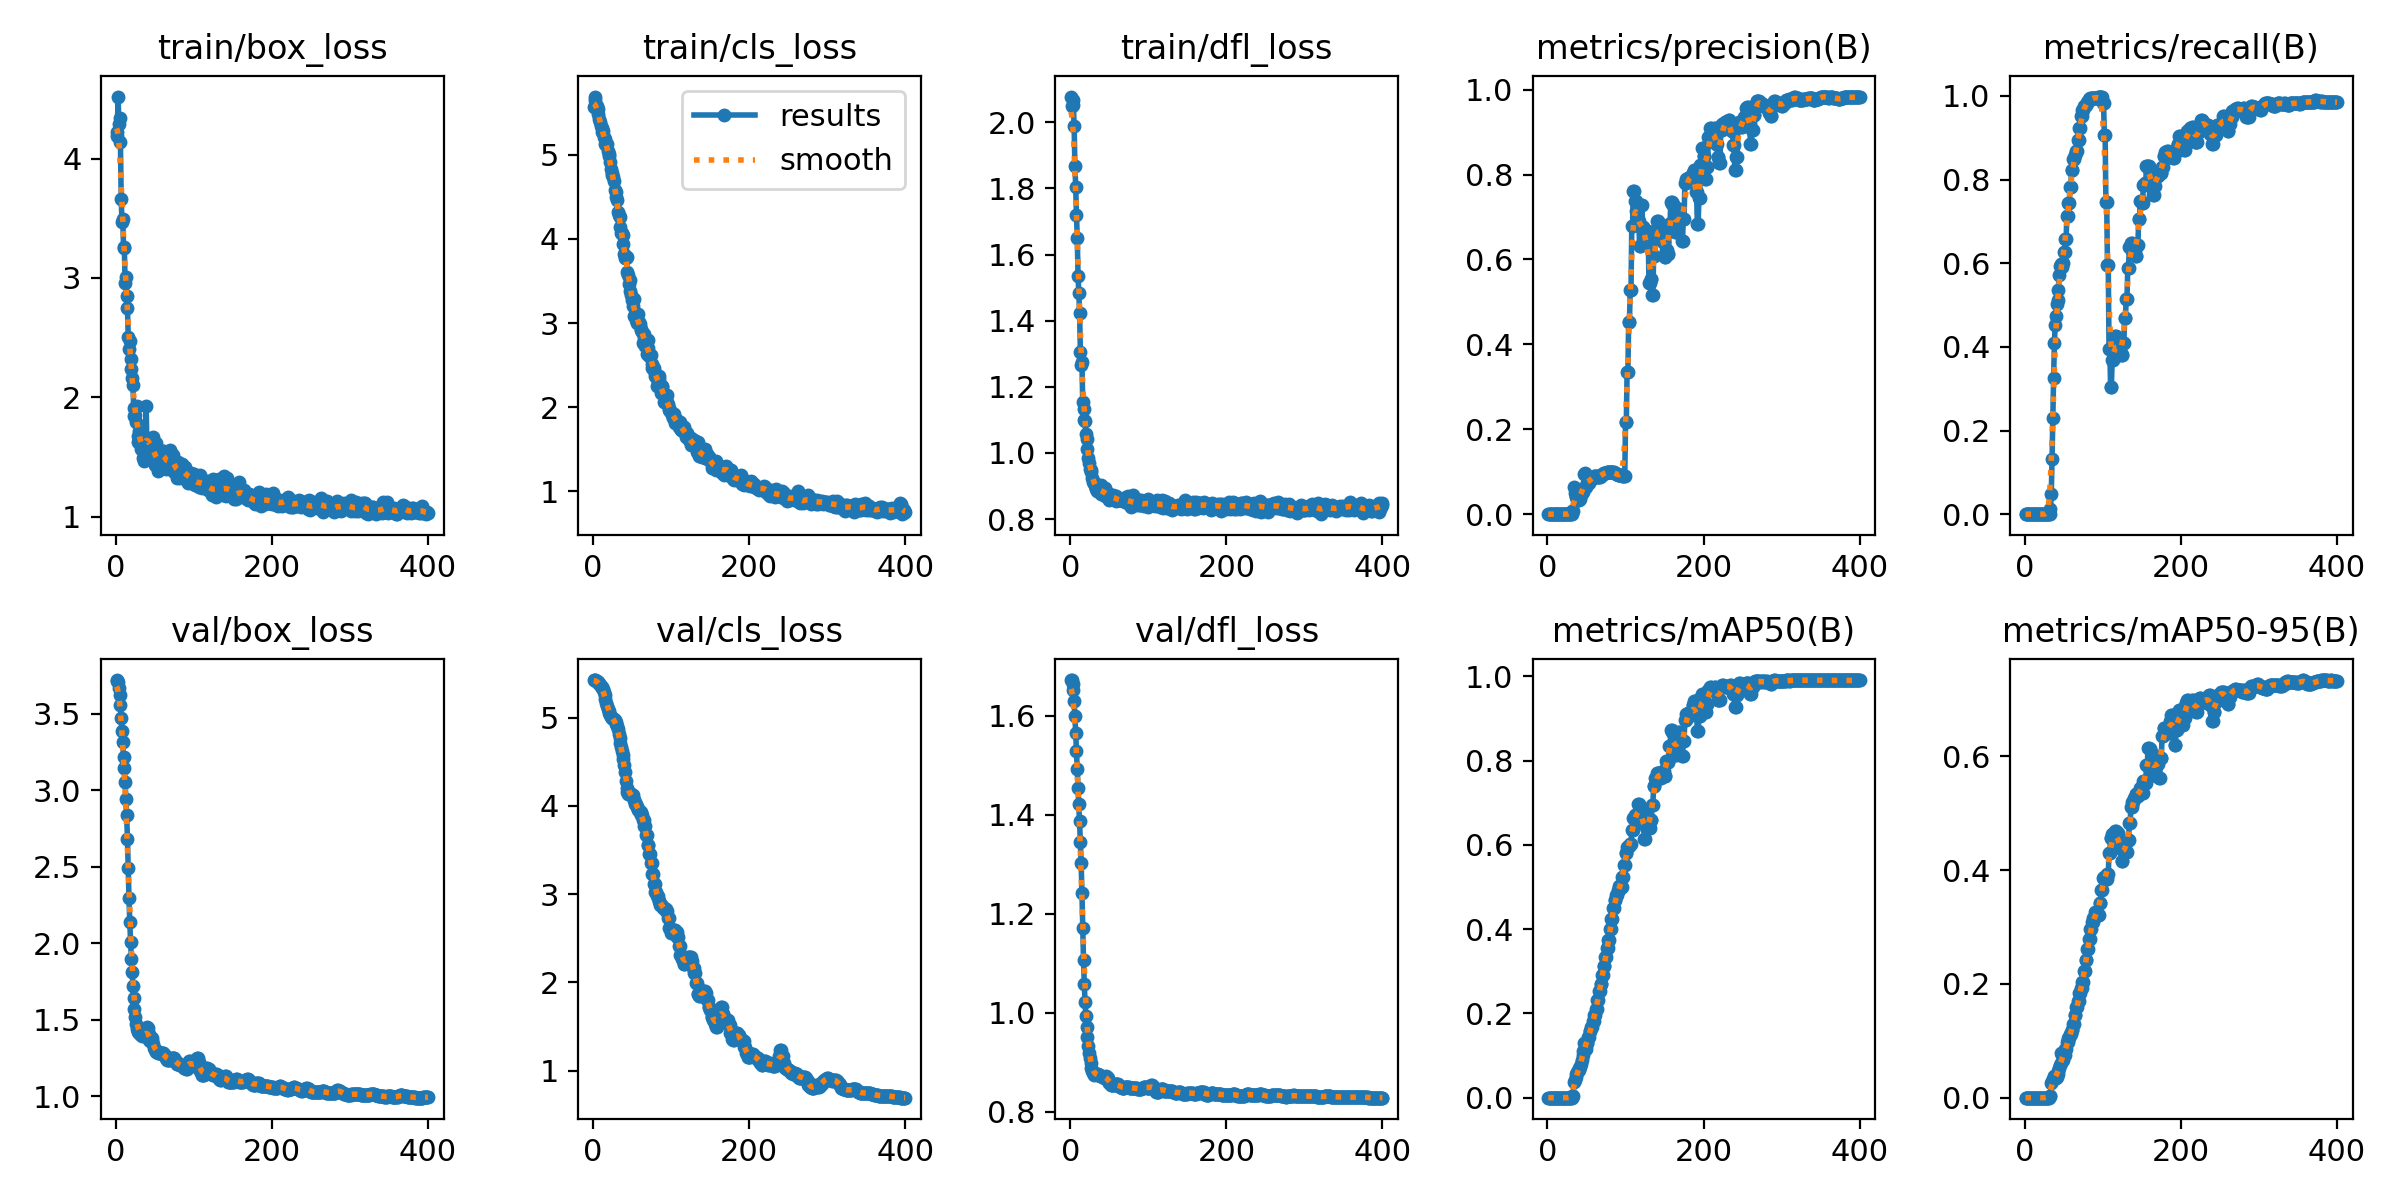 train/box_loss
4
3
2
1
0 200 400
train/cls_loss
results
smooth
5
4
3
2
1
0 200 400
train/dfl_loss
2.0
1.8
1.6
1.4
1.2
1.0
0.8
0 200 400
metrics/precision(B)
1.0
0.8
0.6
0.4
0.2
0.0
0 200 400
metrics/recall(B)
1.0
0.8
0.6
0.4
0.2
0.0
0 200 400
val/box_loss
3.5
3.0
2.5
2.0
1.5
1.0
0 200 400
val/cls_loss
5
4
3
2
1
0 200 400
val/dfl_loss
1.6
1.4
1.2
1.0
0.8
0 200 400
metrics/mAP50(B)
1.0
0.8
0.6
0.4
0.2
0.0
0 200 400
metrics/mAP50-95(B)
0.6
0.4
0.2
0.0
0 200 400